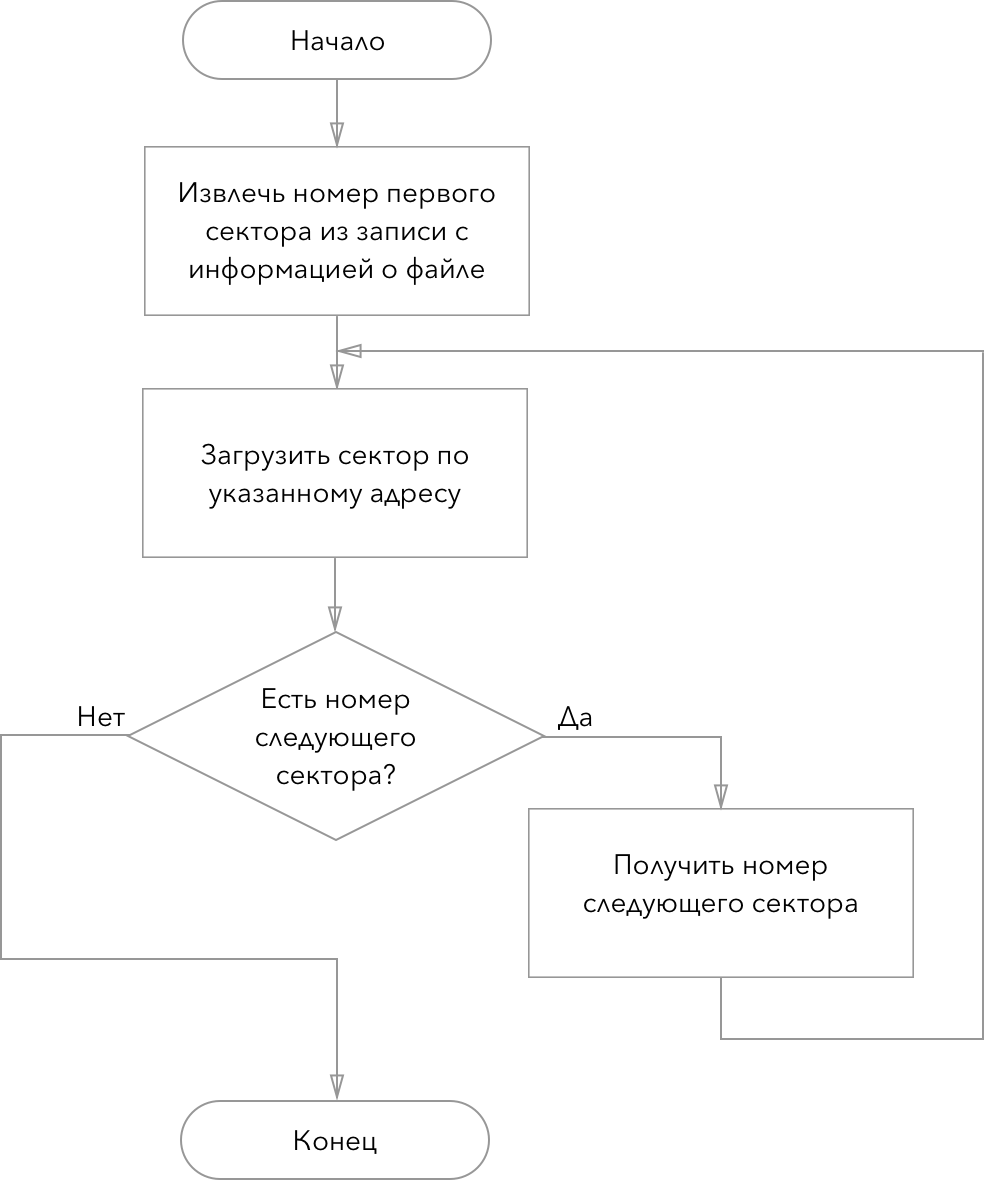 Начало
Извлечь номер первого
сектора из записи с
информацией о файле
Загрузить сектор по
указанному адресу
Есть номер
следующего
сектора?
Нет
Да
Получить номер
следующего сектора
Конец